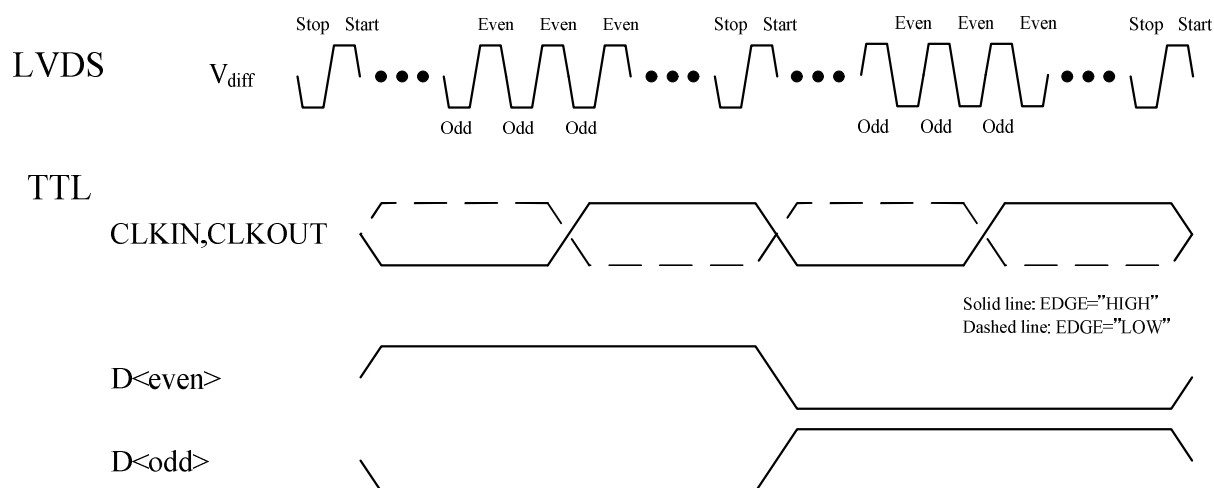 Stop Start Even Even Even Stop Start Even Even Even Stop Start
LVDS Vdiff
Odd Odd Odd Odd Odd Odd
TTL
CLKIN,CLKOUT
Solid line: EDGE=”HIGH”
Dashed line: EDGE=”LOW”
D<even>
D<odd>